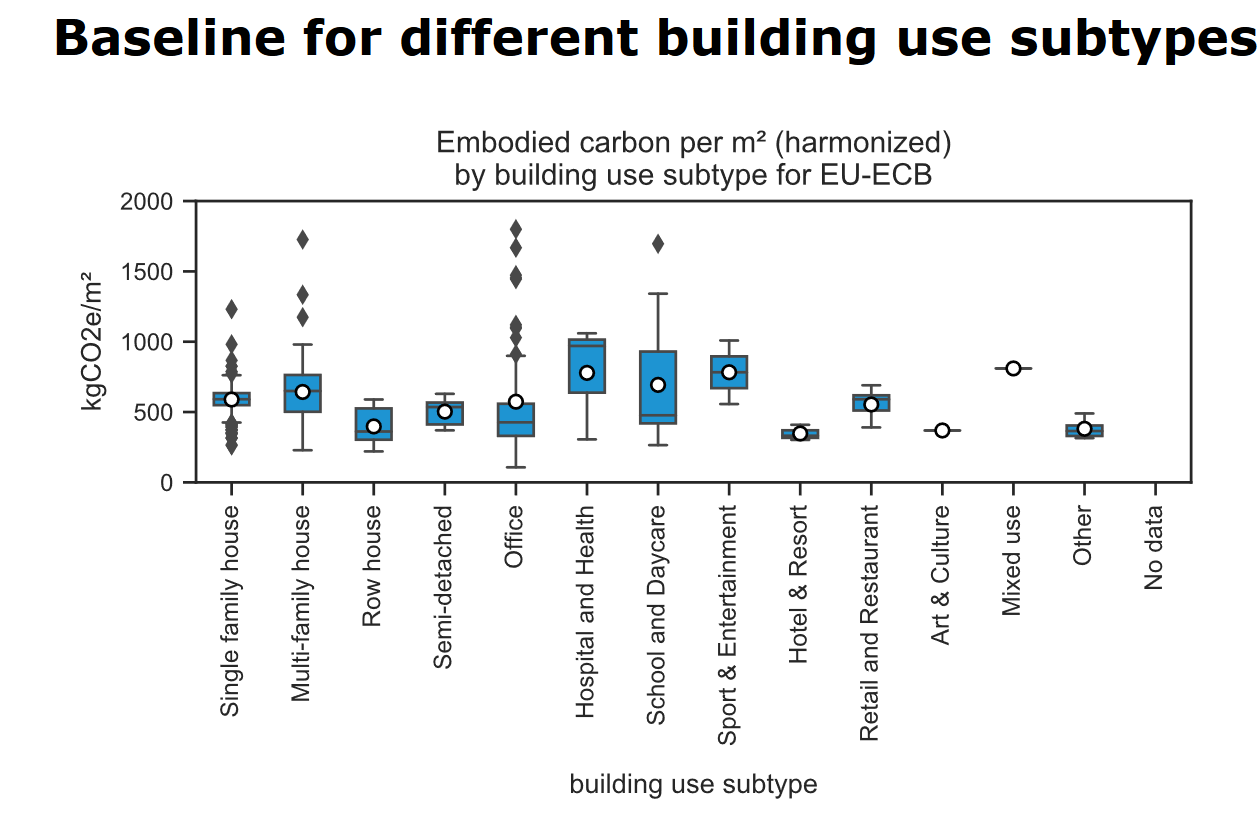 Baseline for different building use subtypes
Embodied carbon per m² (harmonized)
by building use subtype for EU-ECB
kgCO2e/m²
2000
1500
1000
500
0
Single family house
Multi-family house
Row house
Semi-detached
Office
Hospital and Health
School and Daycare
Sport & Entertainment
Hotel & Resort
Retail and Restaurant
Art & Culture
Mixed use
Other
No data
building use subtype